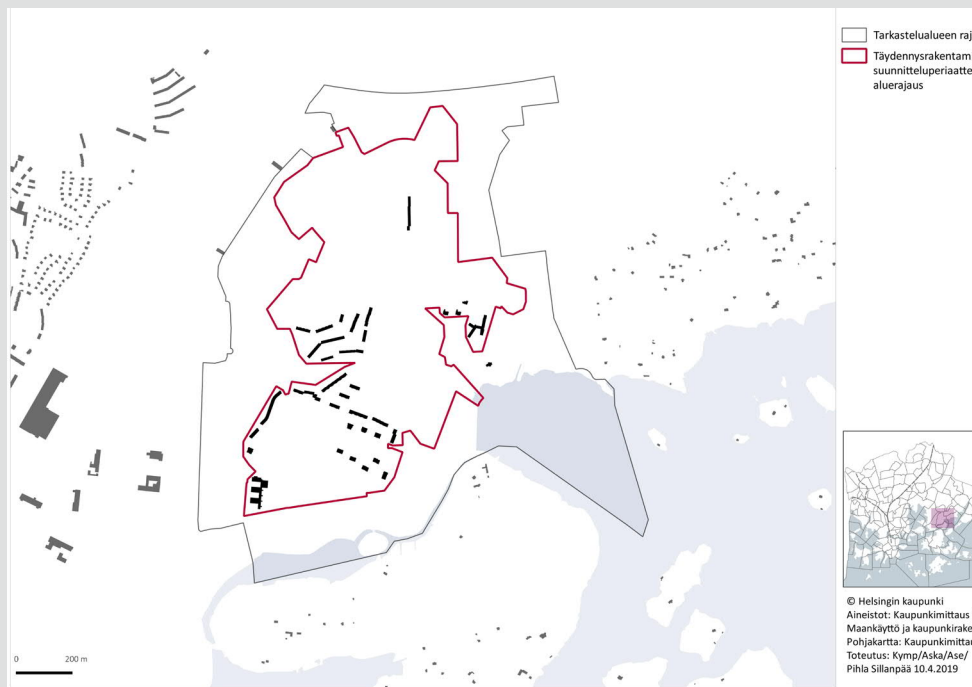 Tarkastelualueen raj
Täydennysrakentam
suunnitteluperiaatte
aluerajaus
© Helsingin kaupunki
Aineistot: Kaupunkimittaus
Maankäyttö ja kaupunkirake
Pohjakartta: Kaupunkimittau
Toteutus: Kymp/Aska/Ase/
Pihla Sillanpää 10.4.2019
0 200 m